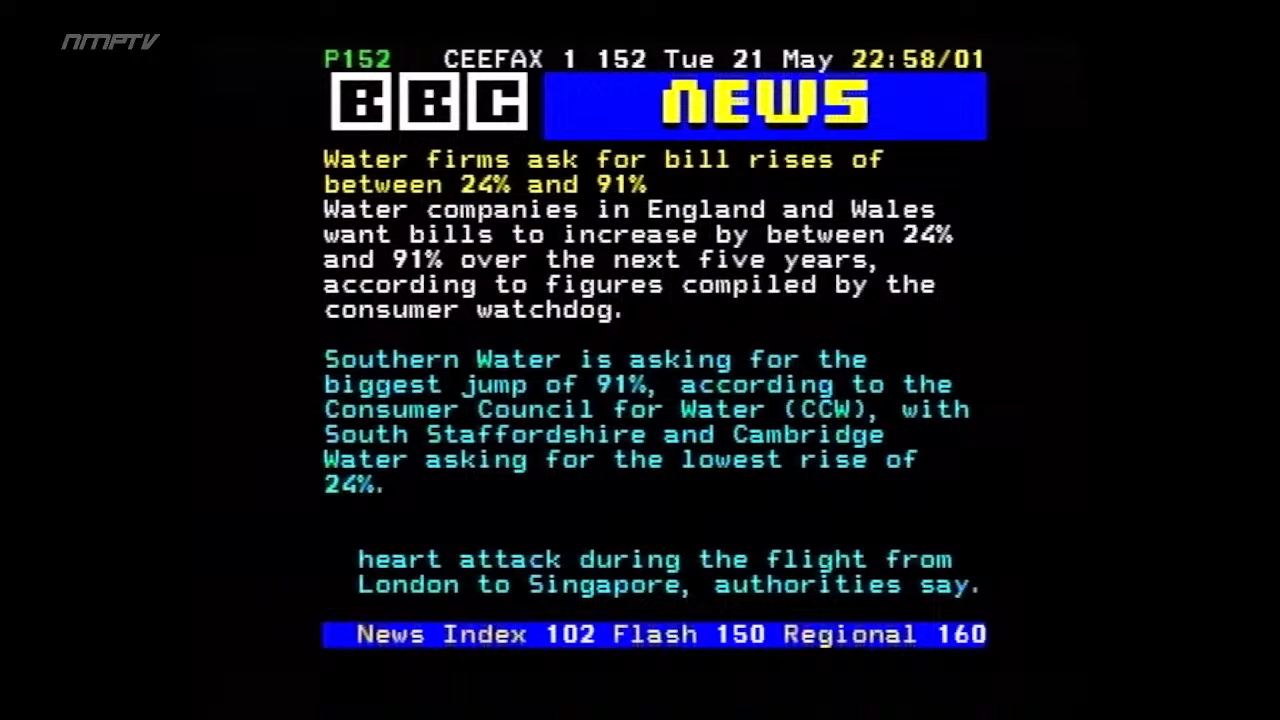 NMPTV
P152 CEEFAX 1 152 Tue 21 May 22:58/01
BBC NEWS
Water firms ask for bill rises of
between 24% and 91%
Water companies in England and Wales
want bills to increase by between 24%
and 91% over the next five years,
according to figures compiled by the
consumer watchdog.
Southern Water is asking for the
biggest jump of 91%, according to the
Consumer Council for Water (CCW), with
South Staffordshire and Cambridge
Water asking for the lowest rise of
24%.
heart attack during the flight from
London to Singapore, authorities say.
News Index 102 Flash 150 Regional 160